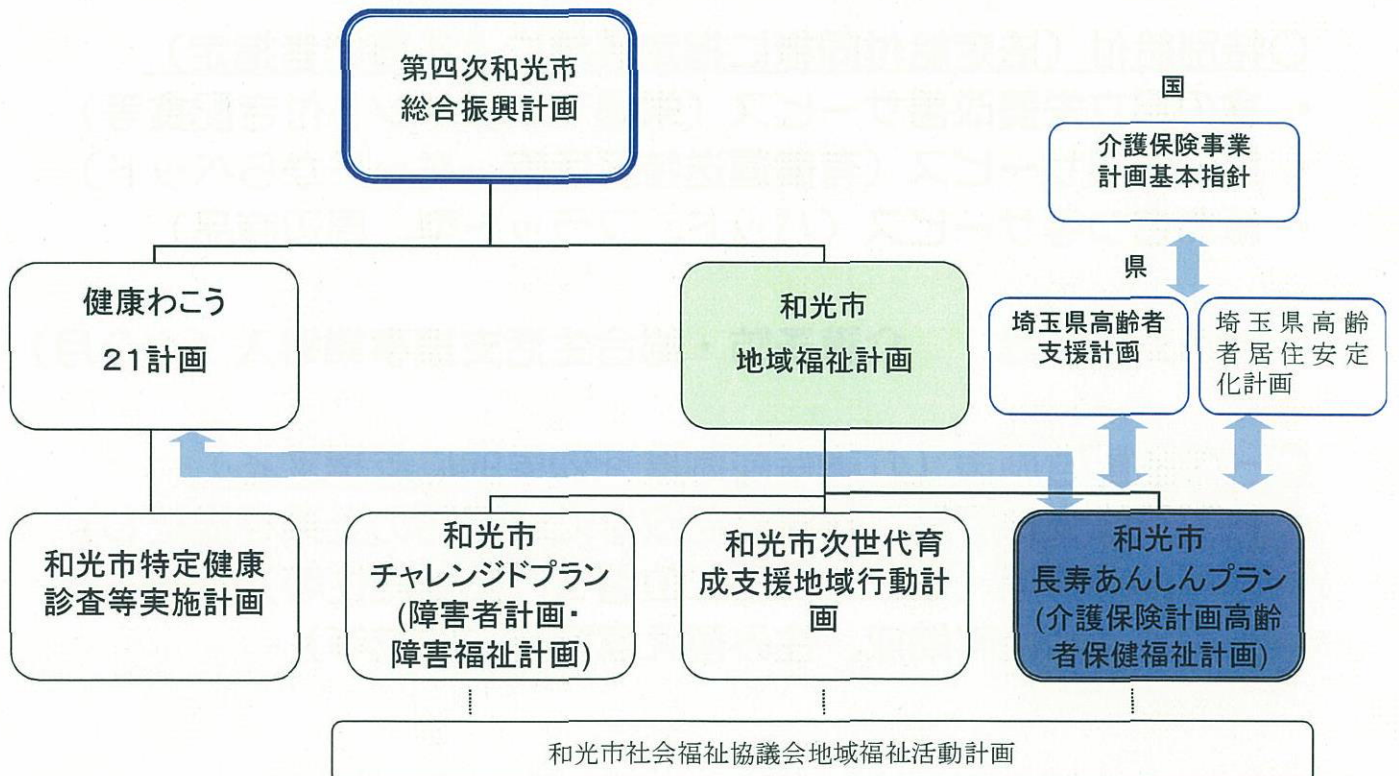 第四次和光市
総合振興計画
国
介護保険事業
計画基本指針
県
健康わこう
21計画
和光市
地域福祉計画
埼玉県高齢者
支援計画
埼玉県高齢
者居住安定
化計画
和光市特定健康
診査等実施計画
和光市
チャレンジドプラン
(障害者計画・
障害福祉計画)
和光市次世代育
成支援地域行動計
画
和光市
長寿あんしんプラン
(介護保険計画高齢
者保健福祉計画)
和光市社会福祉協議会地域福祉活動計画